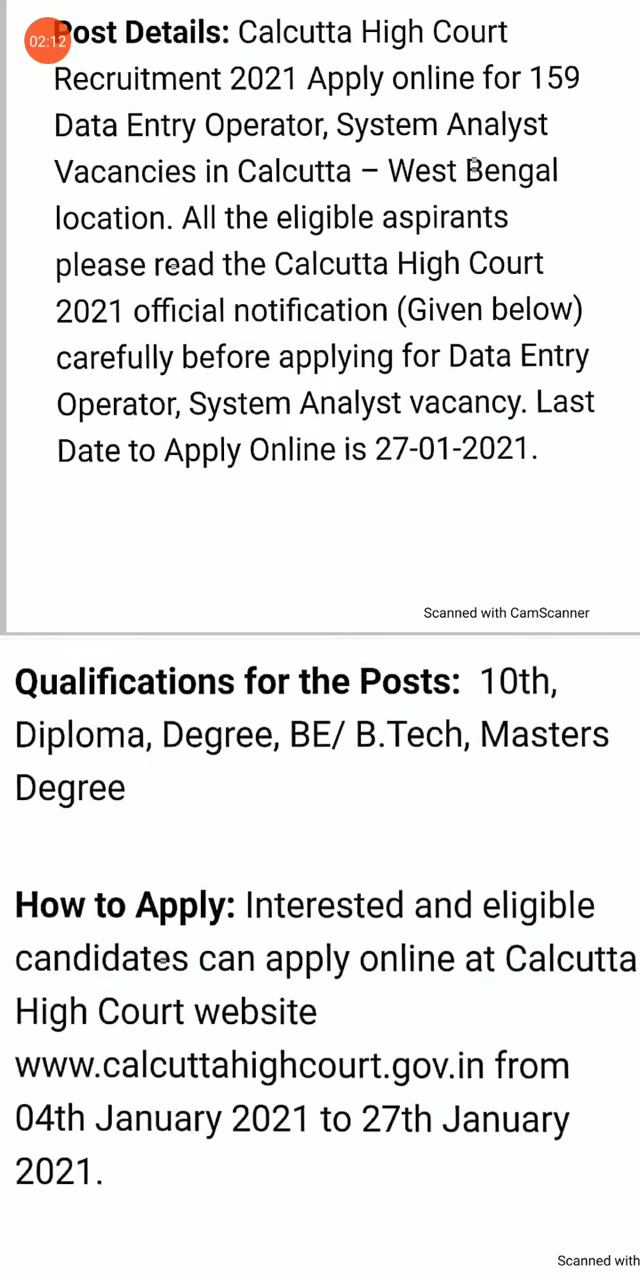 Post Details: Calcutta High Court
02:12
Recruitment 2021 Apply online for 159
Data Entry Operator, System Analyst
Vacancies in Calcutta – West Bengal
location. All the eligible aspirants
please read the Calcutta High Court
2021 official notification (Given below)
carefully before applying for Data Entry
Operator, System Analyst vacancy. Last
Date to Apply Online is 27-01-2021.
Scanned with CamScanner
Qualifications for the Posts: 10th,
Diploma, Degree, BE/ B.Tech, Masters
Degree
How to Apply: Interested and eligible
candidates can apply online at Calcutta
High Court website
www.calcuttahighcourt.gov.in from
04th January 2021 to 27th January
2021.
Scanned with